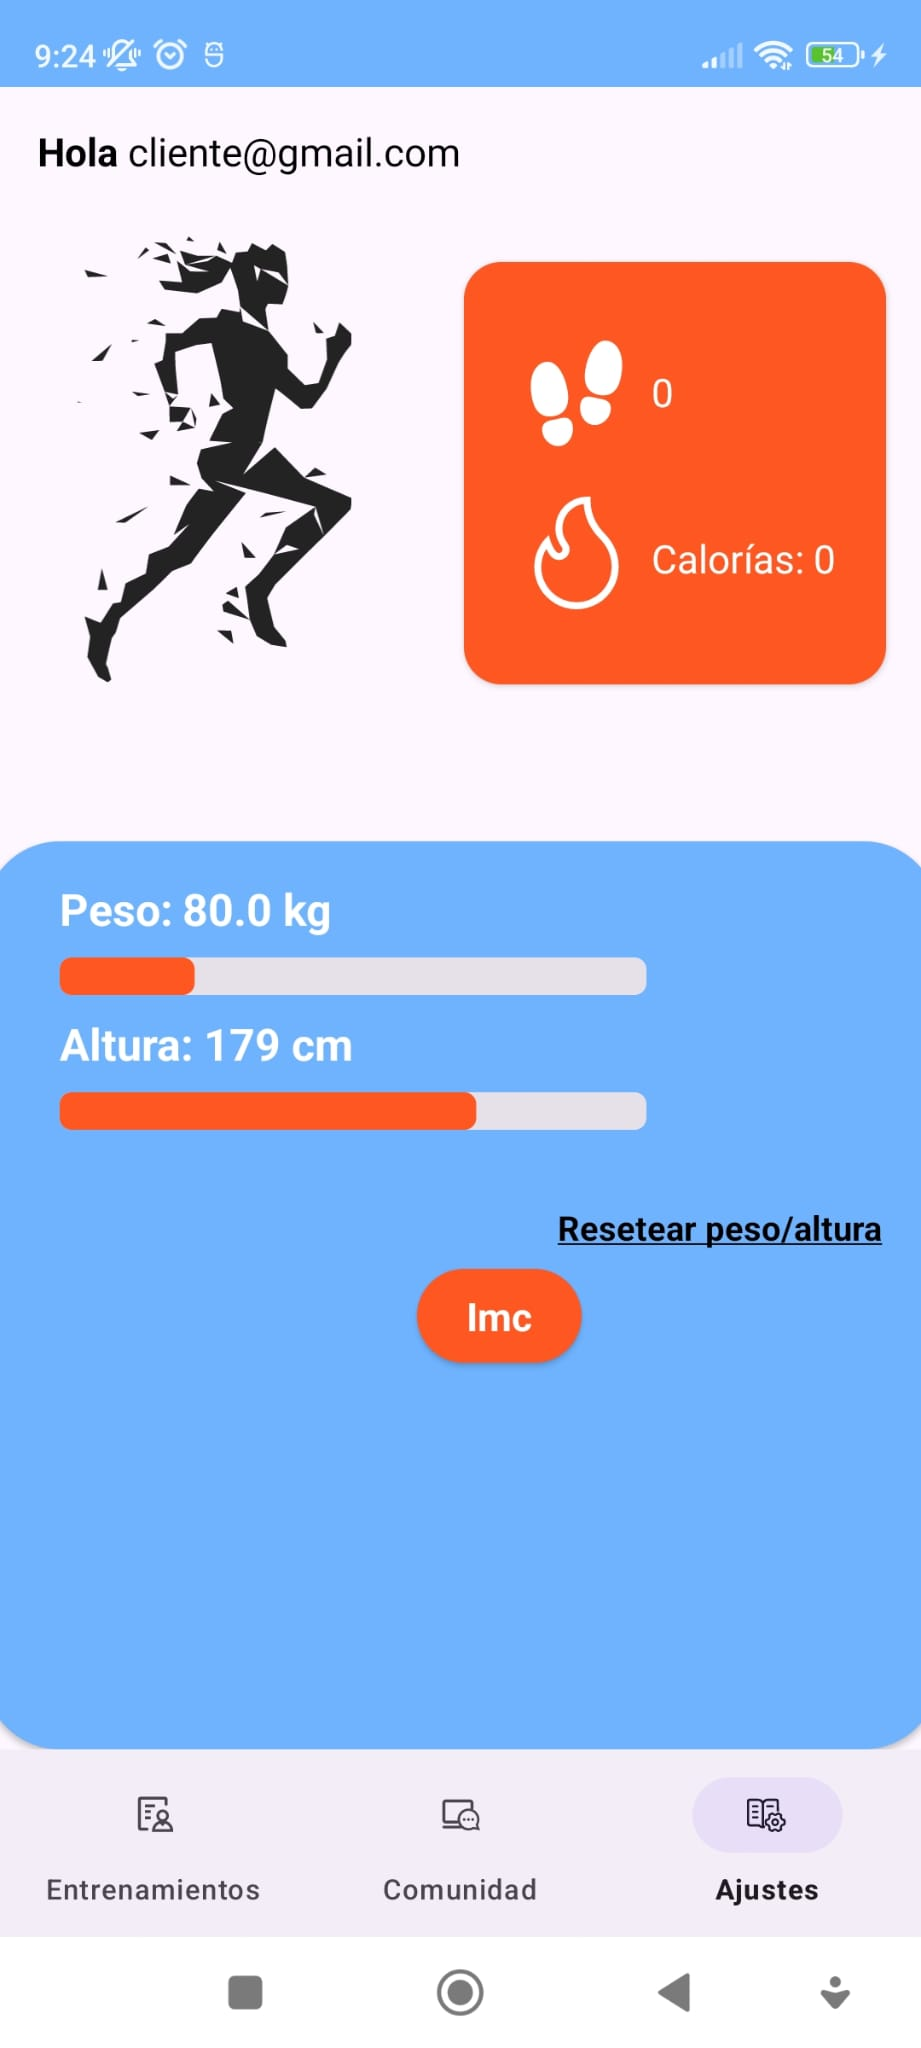 9:24
54
Hola cliente@gmail.com
0
Calorías: 0
Peso: 80.0 kg
Altura: 179 cm
Resetear peso/altura
Imc
Entrenamientos
Comunidad
Ajustes